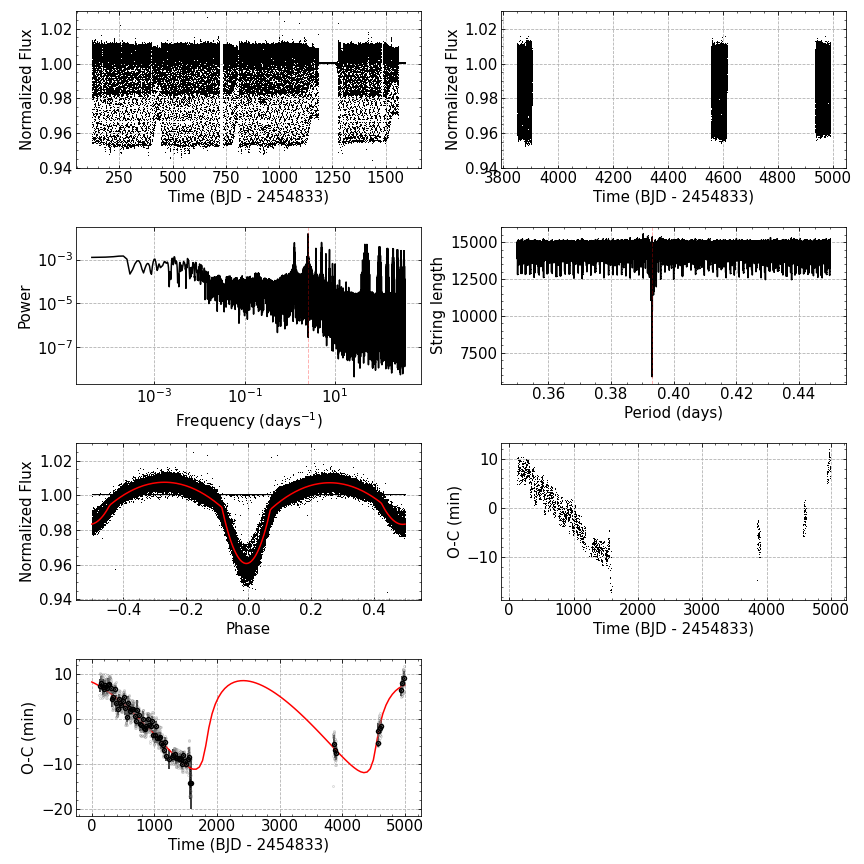 1.02
1.00
0.98
0.96
0.94
Normalized Flux
250 500 750 1000 1250 1500
Time (BJD - 2454833)
1.02
1.00
0.98
0.96
0.94
Normalized Flux
3800 4000 4200 4400 4600 4800 5000
Time (BJD - 2454833)
10⁻³
10⁻⁵
10⁻⁷
Power
10⁻³ 10⁻¹ 10¹
Frequency (days⁻¹)
15000
12500
10000
7500
String length
0.36 0.38 0.40 0.42 0.44
Period (days)
1.02
1.00
0.98
0.96
0.94
Normalized Flux
−0.4 −0.2 0.0 0.2 0.4
Phase
10
0
−10
O-C (min)
0 1000 2000 3000 4000 5000
Time (BJD - 2454833)
10
0
−10
−20
O-C (min)
0 1000 2000 3000 4000 5000
Time (BJD - 2454833)